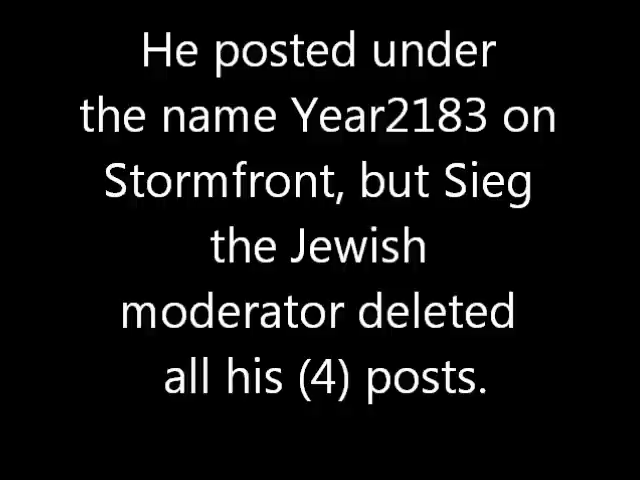 He posted under
the name Year2183 on
Stormfront, but Sieg
the Jewish
moderator deleted
all his (4) posts.